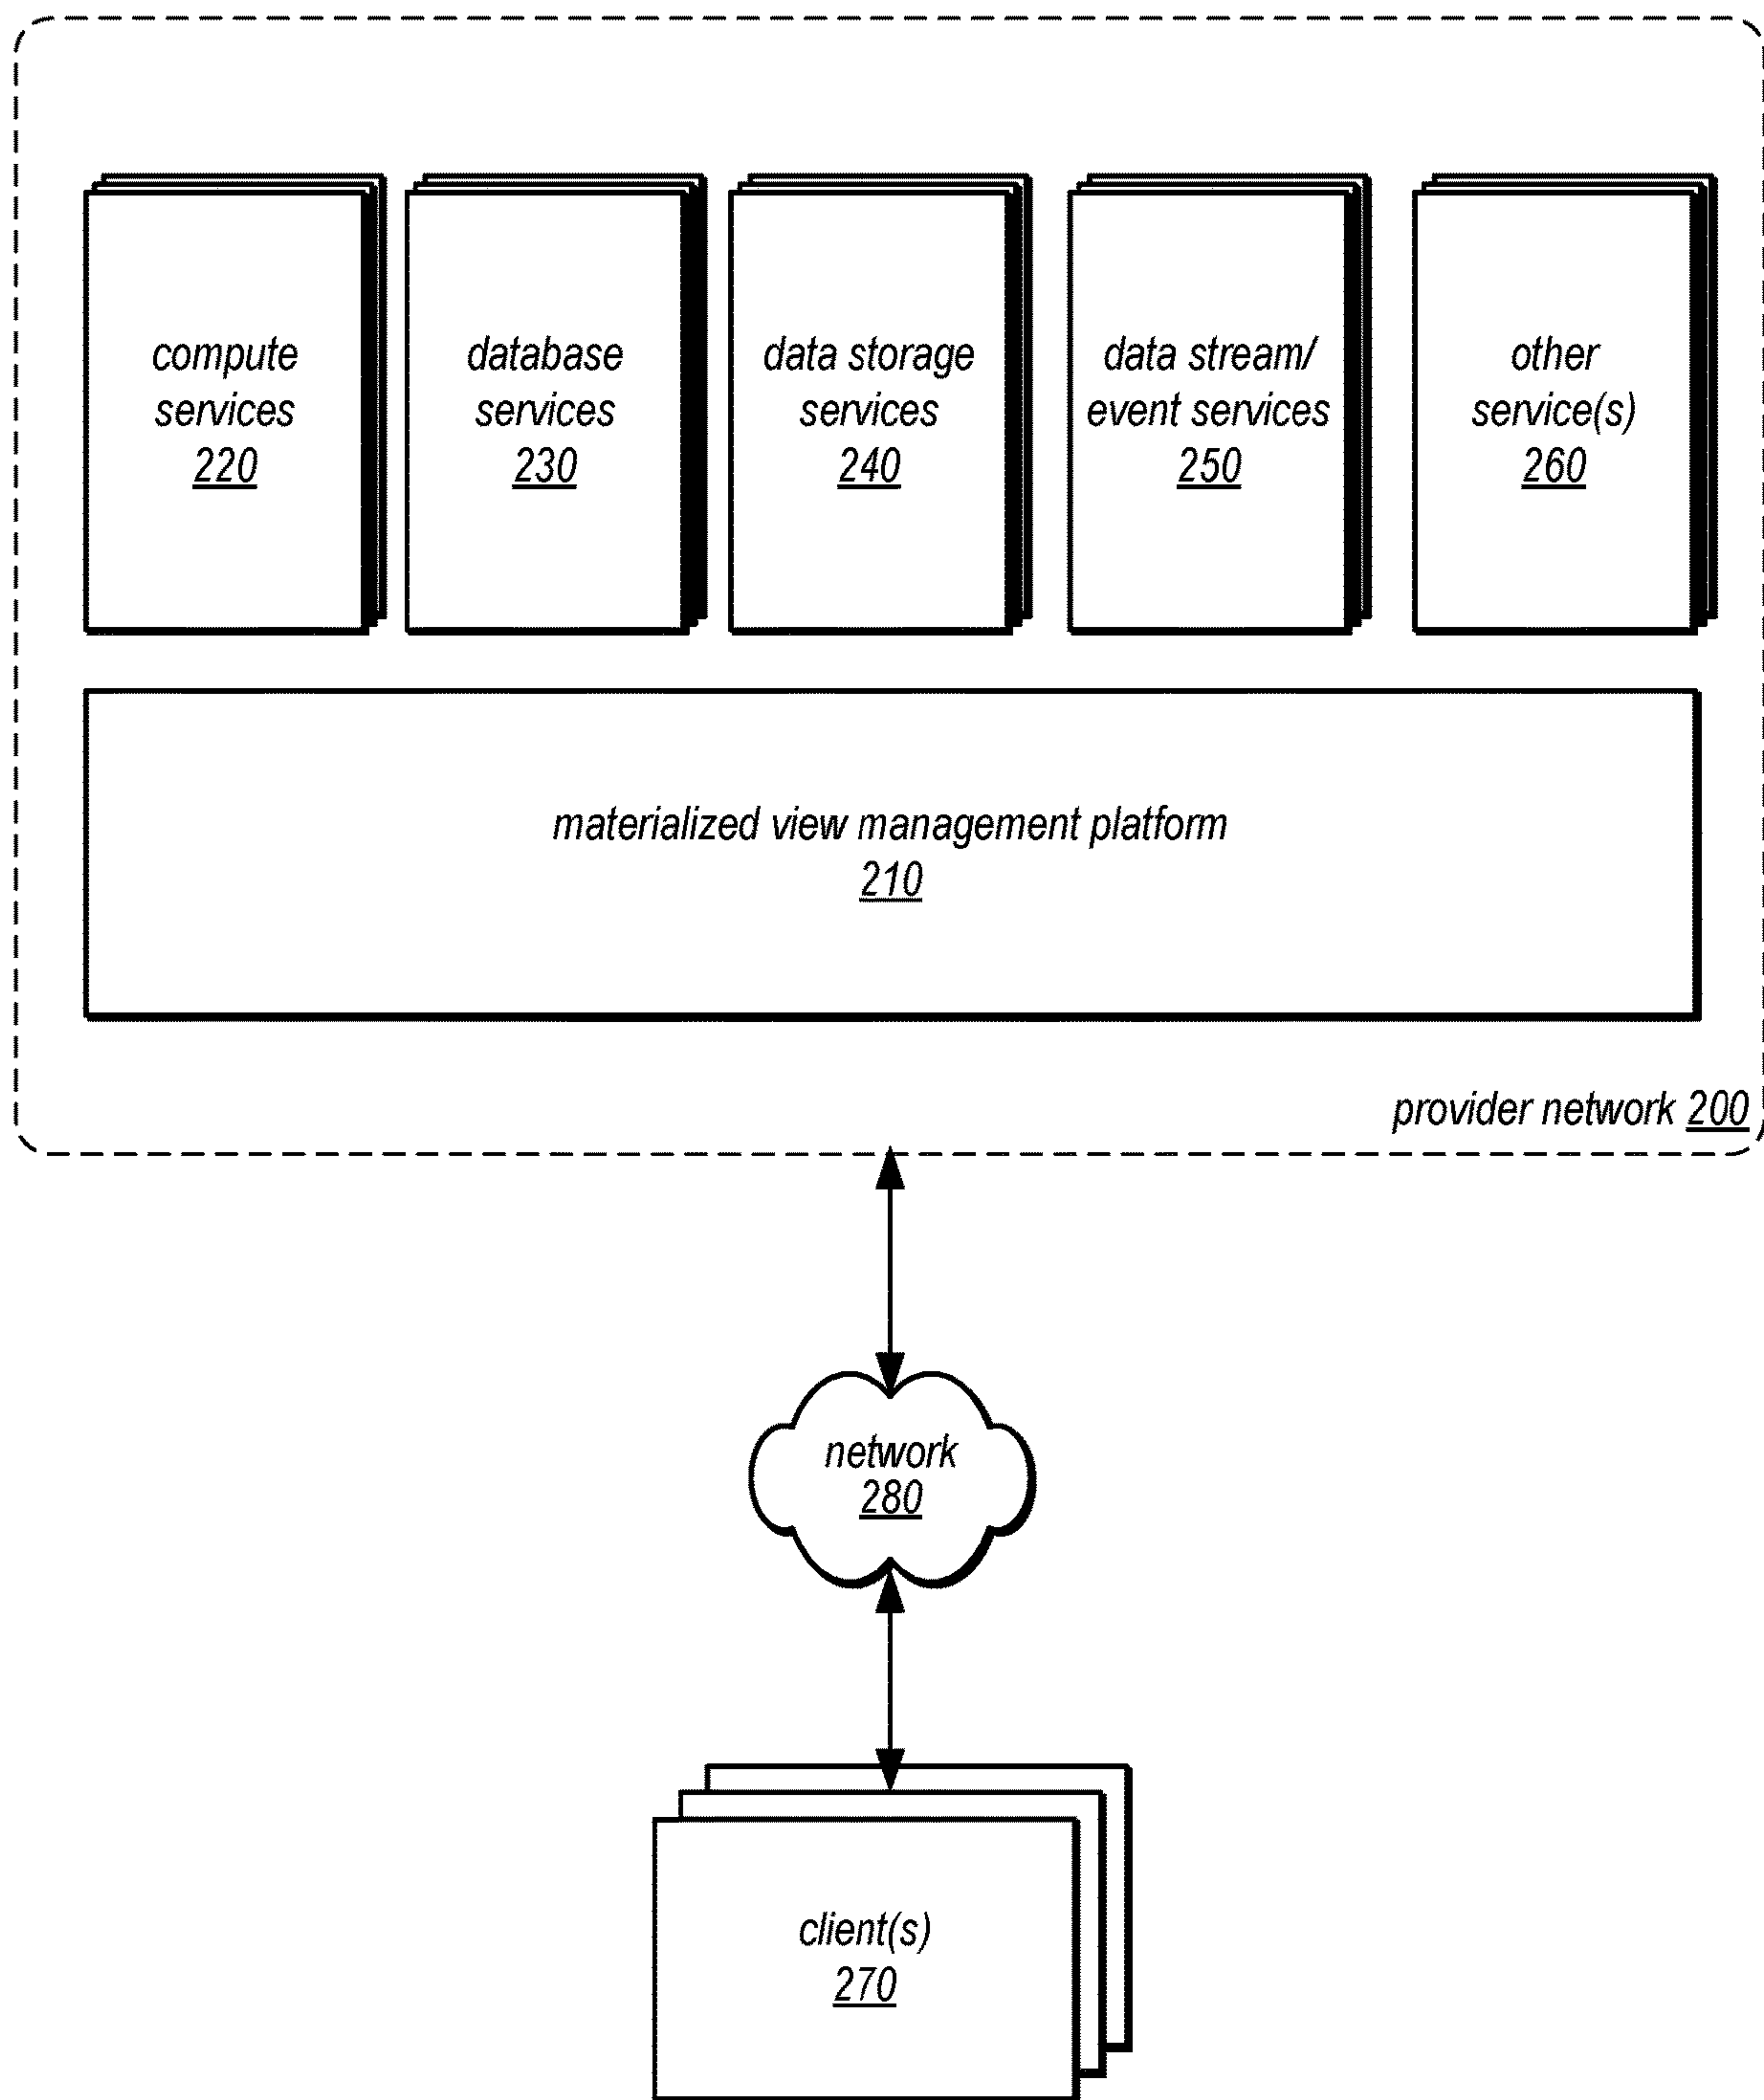 compute
services
220
database
services
230
data storage
services
240
data stream/
event services
250
other
service(s)
260
materialized view management platform
210
provider network 200
network
280
client(s)
270